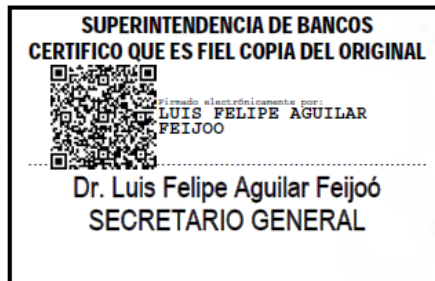 SUPERINTENDENCIA DE BANCOS
CERTIFICO QUE ES FIEL COPIA DEL ORIGINAL
Firmado electrónicamente por:
LUIS FELIPE AGUILAR
FEIJOO
Dr. Luis Felipe Aguilar Feijoó
SECRETARIO GENERAL